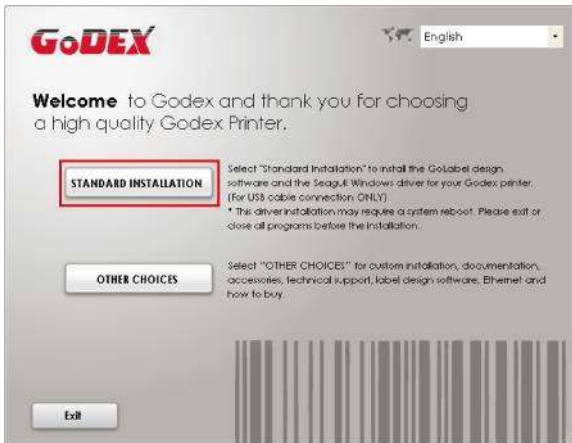 GoDEX
English
Welcome to Godex and thank you for choosing
a high quality Godex Printer.
STANDARD INSTALLATION
Select "Standard Installation" to install the GoLabel design
software and the Seagull Windows driver for your Godex printer.
(For USB cable connection ONLY)
* This driver installation may require a system reboot. Please exit or
close all programs before the installation.
OTHER CHOICES
Select "OTHER CHOICES" for custom installation, documentation,
accessories, technical support, label design software, Ethernet and
how to buy.
Exit